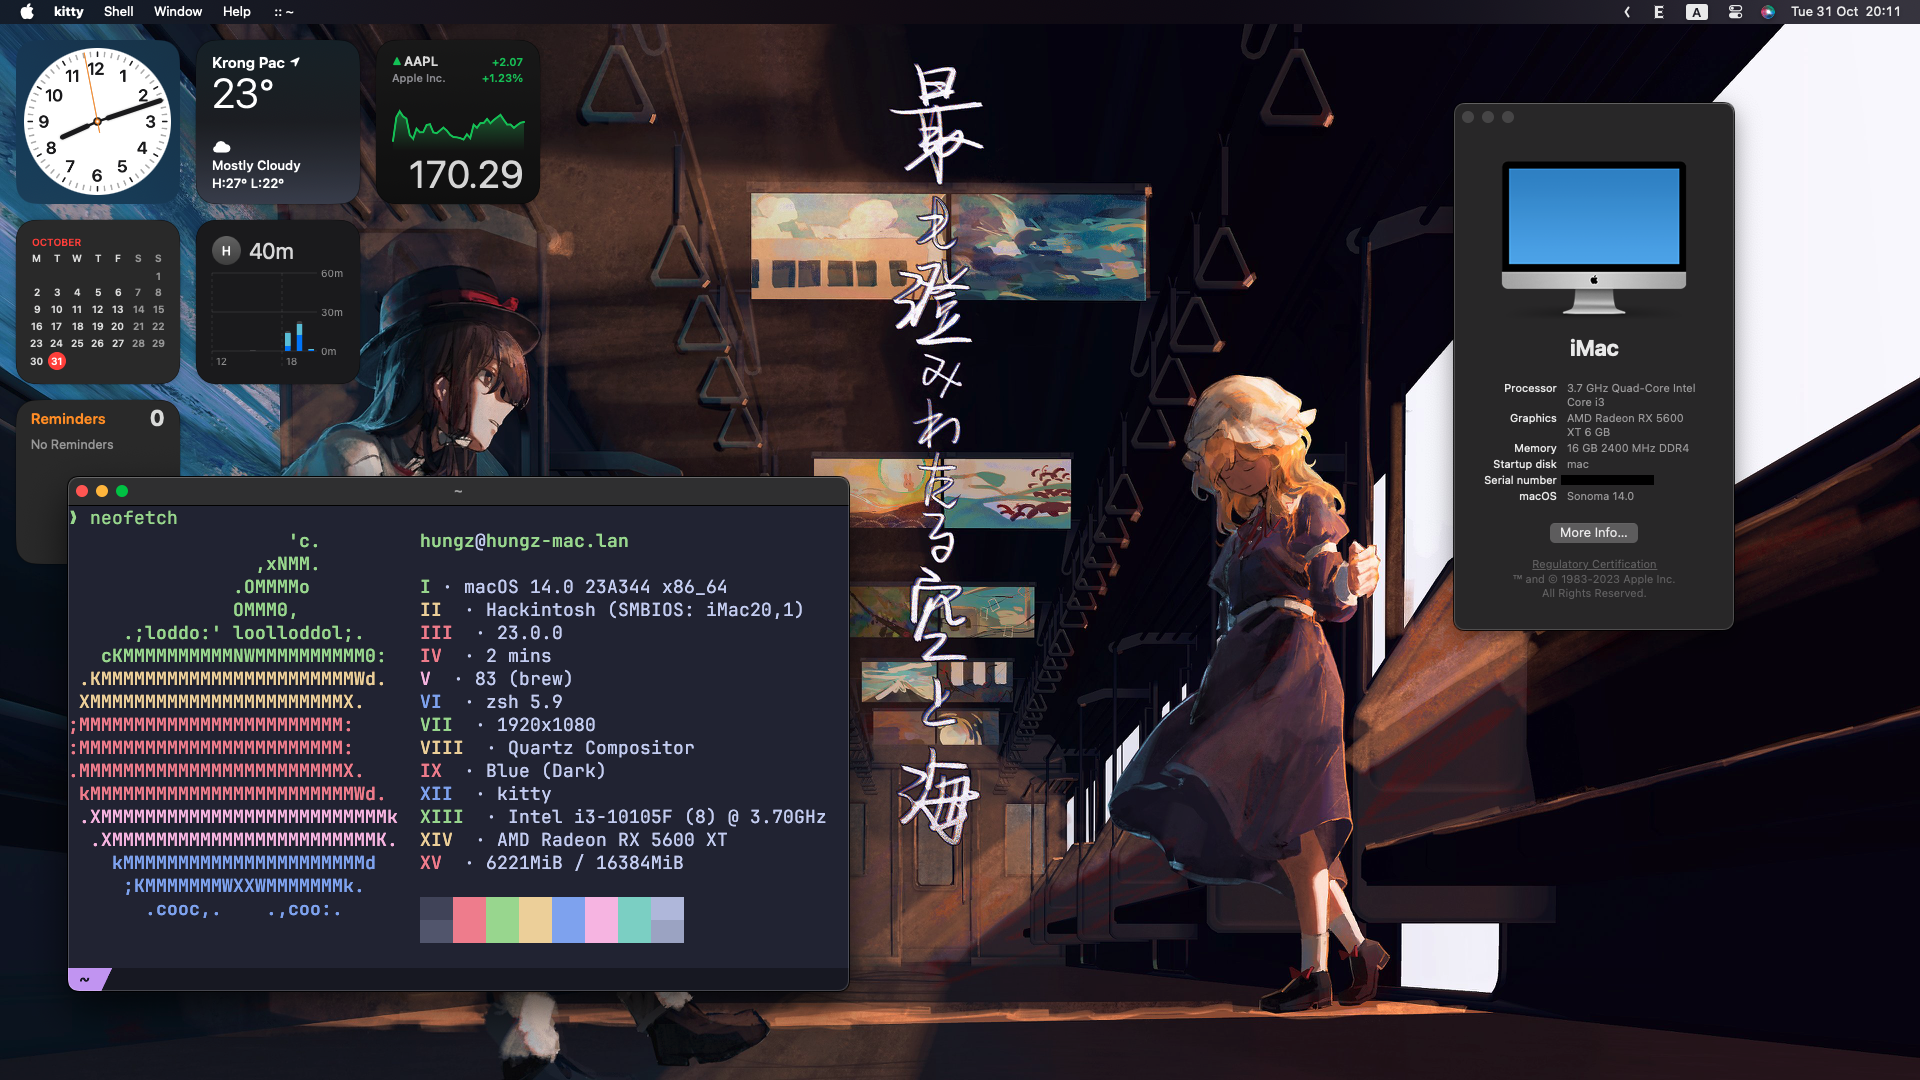 kitty Shell Window Help :: ~
E A Tue 31 Oct 20:11
12 1 2 3 4 5 6 7 8 9 10 11
Krong Pac
23°
Mostly Cloudy
H:27° L:22°
AAPL +2.07
Apple Inc. +1.23%
170.29
OCTOBER
M T W T F S S
1
2 3 4 5 6 7 8
9 10 11 12 13 14 15
16 17 18 19 20 21 22
23 24 25 26 27 28 29
30 31
H 40m
60m
30m
0m
12 18
Reminders 0
No Reminders
最も澄みわたる空と海
~
❯ neofetch
'c. hungz@hungz-mac.lan
,xNMM.
.OMMMMo I · macOS 14.0 23A344 x86_64
OMMM0, II · Hackintosh (SMBIOS: iMac20,1)
.;loddo:' loolloddol;. III · 23.0.0
cKMMMMMMMMMMNWMMMMMMMMMM0: IV · 2 mins
.KMMMMMMMMMMMMMMMMMMMMMMMWd. V · 83 (brew)
XMMMMMMMMMMMMMMMMMMMMMMMX. VI · zsh 5.9
;MMMMMMMMMMMMMMMMMMMMMMMM: VII · 1920x1080
:MMMMMMMMMMMMMMMMMMMMMMMM: VIII · Quartz Compositor
.MMMMMMMMMMMMMMMMMMMMMMMMX. IX · Blue (Dark)
kMMMMMMMMMMMMMMMMMMMMMMMMWd. XII · kitty
.XMMMMMMMMMMMMMMMMMMMMMMMMMMk XIII · Intel i3-10105F (8) @ 3.70GHz
.XMMMMMMMMMMMMMMMMMMMMMMMMK. XIV · AMD Radeon RX 5600 XT
kMMMMMMMMMMMMMMMMMMMMMMd XV · 6221MiB / 16384MiB
;KMMMMMMMWXXWMMMMMMMk.
.cooc,. .,coo:.
~
iMac
Processor 3.7 GHz Quad-Core Intel
Core i3
Graphics AMD Radeon RX 5600
XT 6 GB
Memory 16 GB 2400 MHz DDR4
Startup disk mac
Serial number
macOS Sonoma 14.0
More Info...
Regulatory Certification
™ and © 1983-2023 Apple Inc.
All Rights Reserved.